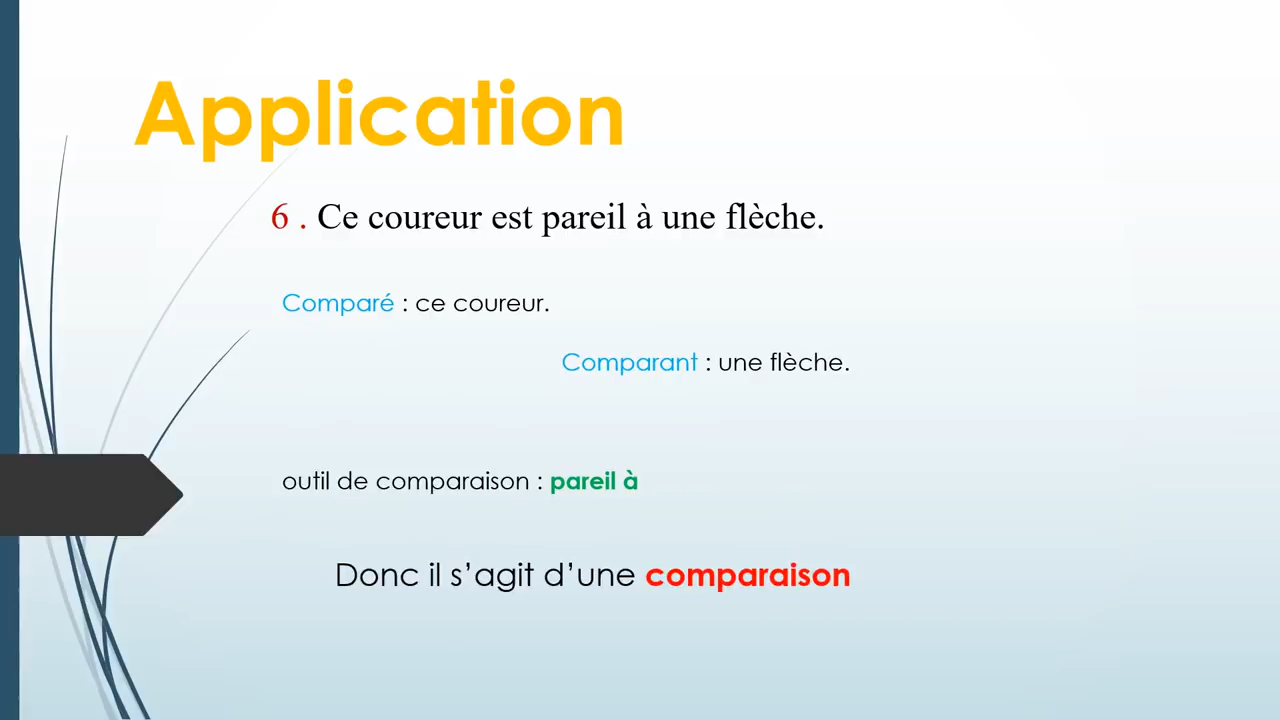 Application
6 . Ce coureur est pareil à une flèche.
Comparé : ce coureur.
Comparant : une flèche.
outil de comparaison : pareil à
Donc il s’agit d’une comparaison